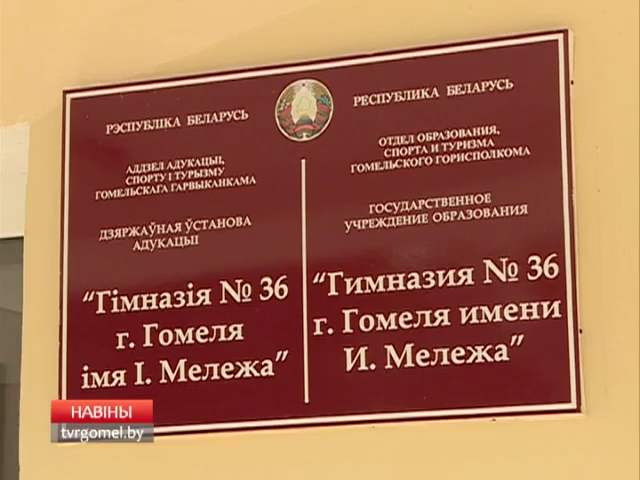 РЭСПУБЛІКА БЕЛАРУСЬ
АДДЗЕЛ АДУКАЦЫІ,
СПОРТУ І ТУРЫЗМУ
ГОМЕЛЬСКАГА ГАРВЫКАНКАМА
ДЗЯРЖАЎНАЯ ЎСТАНОВА
АДУКАЦЫІ
“Гімназія № 36
г. Гомеля
імя І. Мележа”
РЕСПУБЛИКА БЕЛАРУСЬ
ОТДЕЛ ОБРАЗОВАНИЯ,
СПОРТА И ТУРИЗМА
ГОМЕЛЬСКОГО ГОРИСПОЛКОМА
ГОСУДАРСТВЕННОЕ
УЧРЕЖДЕНИЕ ОБРАЗОВАНИЯ
“Гимназия № 36
г. Гомеля имени
И. Мележа”
НАВІНЫ
tvrgomel.by